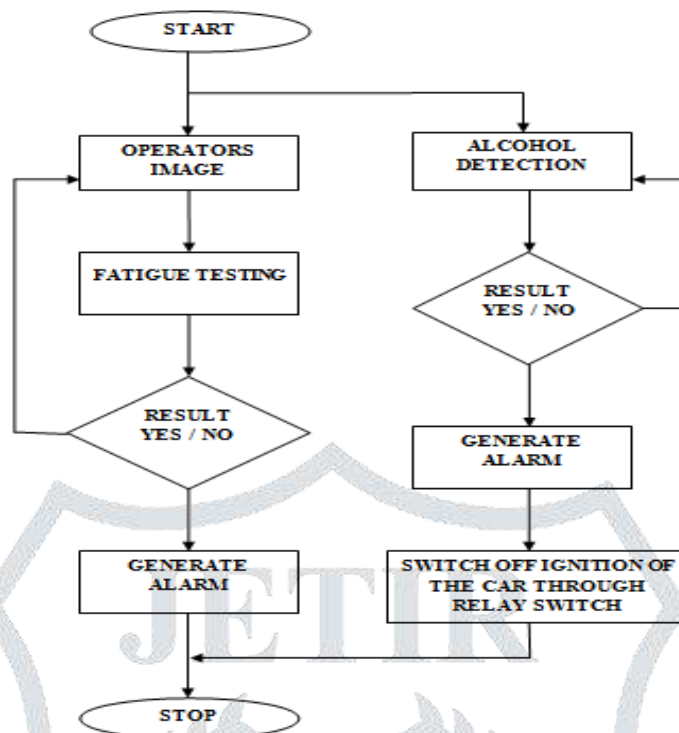 START
OPERATORS
IMAGE
ALCOHOL
DETECTION
FATIGUE TESTING
RESULT
YES / NO
RESULT
YES / NO
GENERATE
ALARM
GENERATE
ALARM
SWITCH OFF IGNITION OF
THE CAR THROUGH
RELAY SWITCH
JETIR
STOP